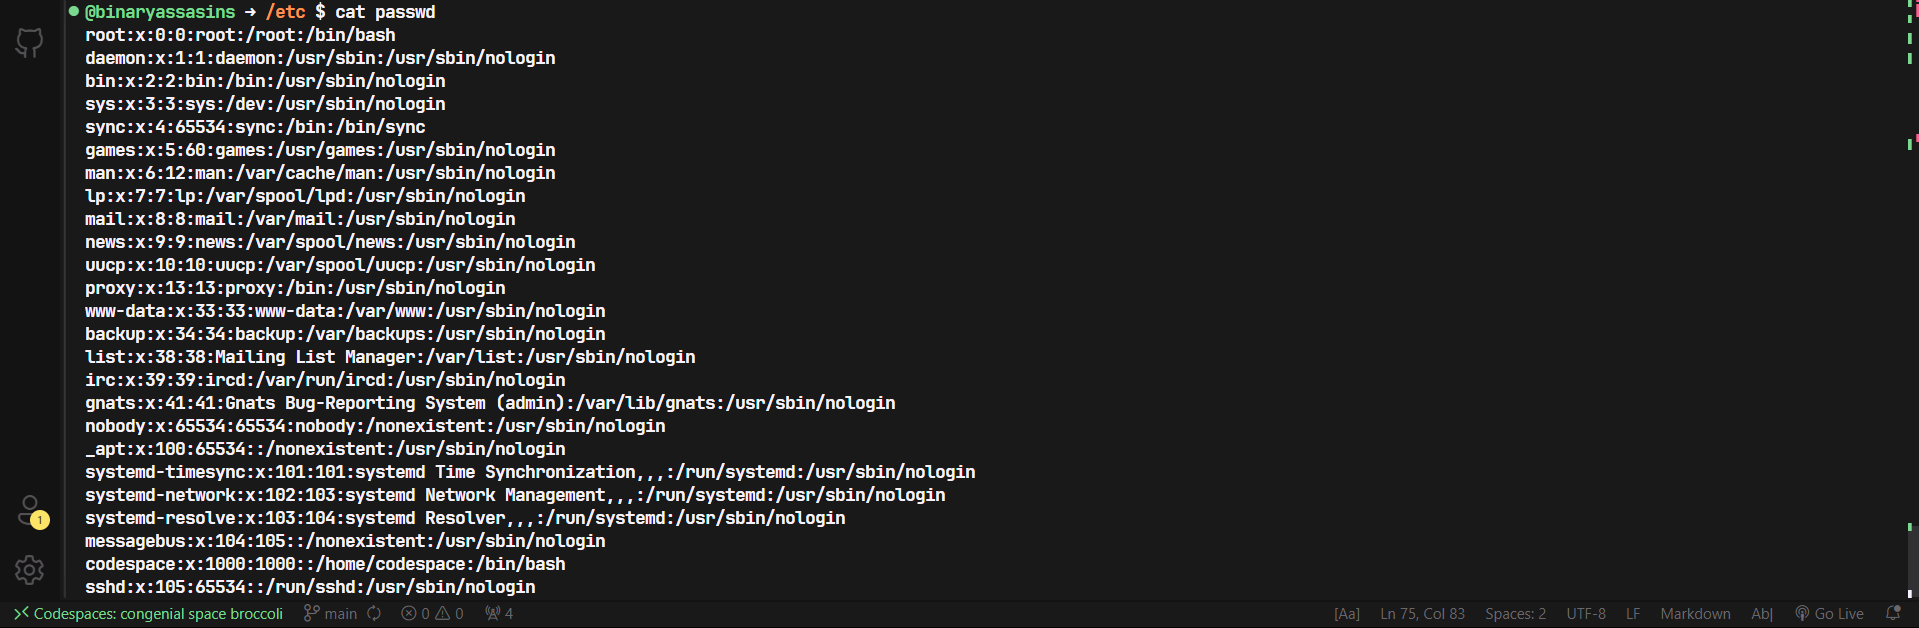 @binaryassasins → /etc $ cat passwd
root:x:0:0:root:/root:/bin/bash
daemon:x:1:1:daemon:/usr/sbin:/usr/sbin/nologin
bin:x:2:2:bin:/bin:/usr/sbin/nologin
sys:x:3:3:sys:/dev:/usr/sbin/nologin
sync:x:4:65534:sync:/bin:/bin/sync
games:x:5:60:games:/usr/games:/usr/sbin/nologin
man:x:6:12:man:/var/cache/man:/usr/sbin/nologin
lp:x:7:7:lp:/var/spool/lpd:/usr/sbin/nologin
mail:x:8:8:mail:/var/mail:/usr/sbin/nologin
news:x:9:9:news:/var/spool/news:/usr/sbin/nologin
uucp:x:10:10:uucp:/var/spool/uucp:/usr/sbin/nologin
proxy:x:13:13:proxy:/bin:/usr/sbin/nologin
www-data:x:33:33:www-data:/var/www:/usr/sbin/nologin
backup:x:34:34:backup:/var/backups:/usr/sbin/nologin
list:x:38:38:Mailing List Manager:/var/list:/usr/sbin/nologin
irc:x:39:39:ircd:/var/run/ircd:/usr/sbin/nologin
gnats:x:41:41:Gnats Bug-Reporting System (admin):/var/lib/gnats:/usr/sbin/nologin
nobody:x:65534:65534:nobody:/nonexistent:/usr/sbin/nologin
_apt:x:100:65534::/nonexistent:/usr/sbin/nologin
systemd-timesync:x:101:101:systemd Time Synchronization,,,:/run/systemd:/usr/sbin/nologin
systemd-network:x:102:103:systemd Network Management,,,:/run/systemd:/usr/sbin/nologin
systemd-resolve:x:103:104:systemd Resolver,,,:/run/systemd:/usr/sbin/nologin
messagebus:x:104:105::/nonexistent:/usr/sbin/nologin
codespace:x:1000:1000::/home/codespace:/bin/bash
sshd:x:105:65534::/run/sshd:/usr/sbin/nologin
1
Codespaces: congenial space broccoli main 0 0 4 [Aa] Ln 75, Col 83 Spaces: 2 UTF-8 LF Markdown Ab| Go Live